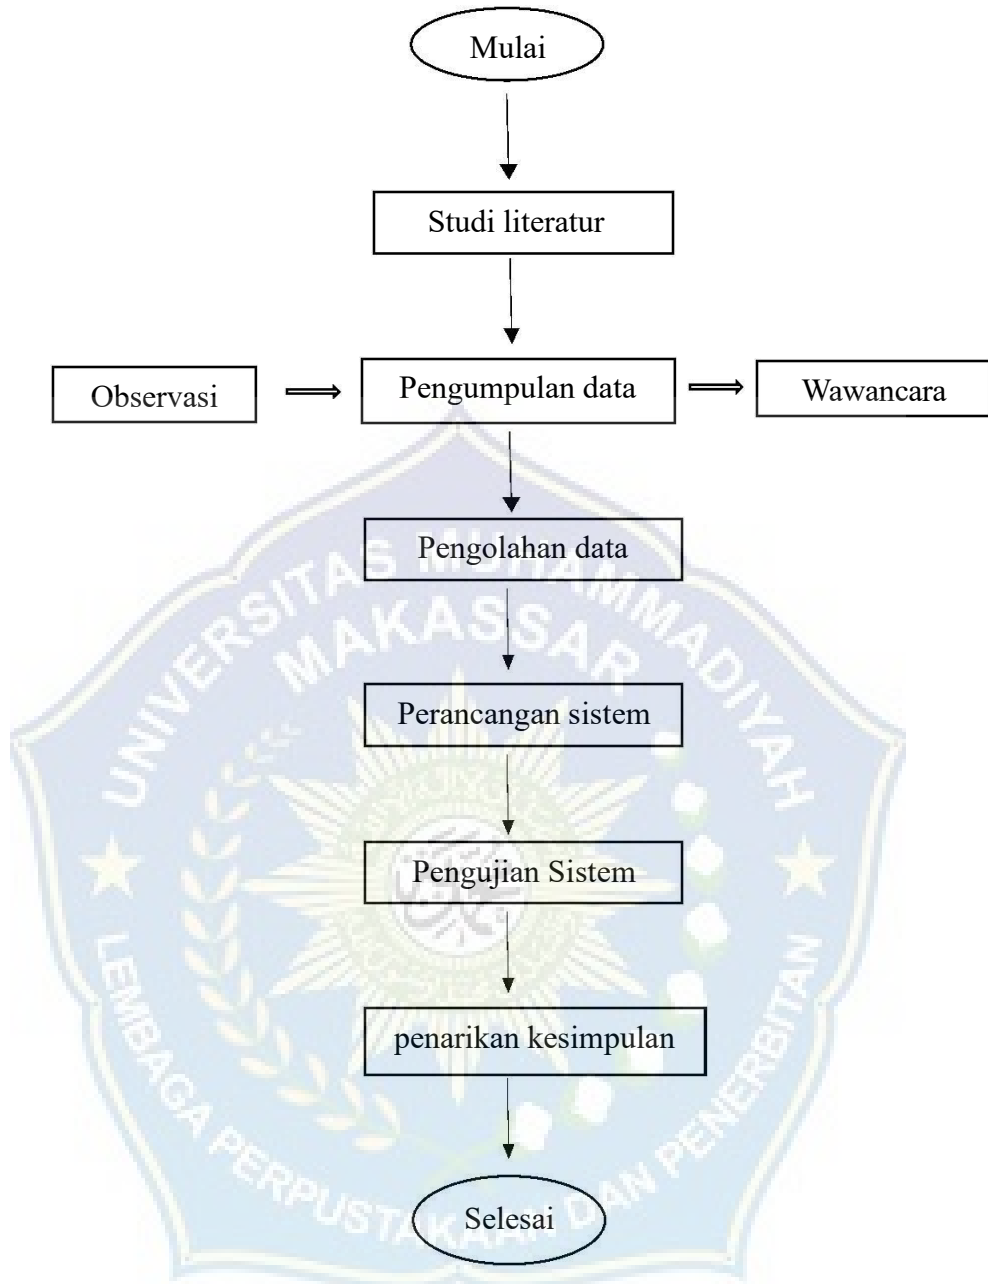 Mulai
Studi literatur
Observasi
Pengumpulan data
Wawancara
Pengolahan data
UNIVERSITAS MUHAMMADIYAH
MAKASSAR
Perancangan sistem
Pengujian Sistem
penarikan kesimpulan
LEMBAGA PERPUSTAKAAN DAN PENERBITAN
Selesai